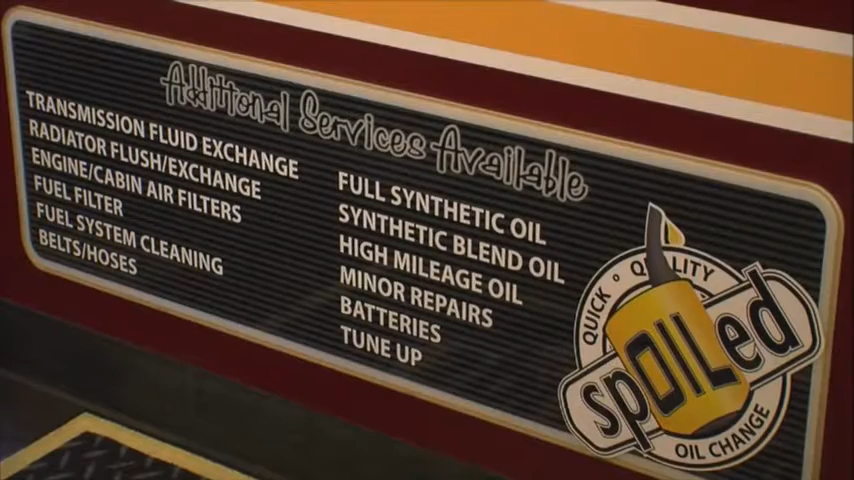 Additional Services Available
TRANSMISSION FLUID EXCHANGE
RADIATOR FLUSH/EXCHANGE
ENGINE/CABIN AIR FILTERS
FUEL FILTER
FUEL SYSTEM CLEANING
BELTS/HOSES
FULL SYNTHETIC OIL
SYNTHETIC BLEND OIL
HIGH MILEAGE OIL
MINOR REPAIRS
BATTERIES
TUNE UP
QUICK QUALITY
spOILed
OIL CHANGE